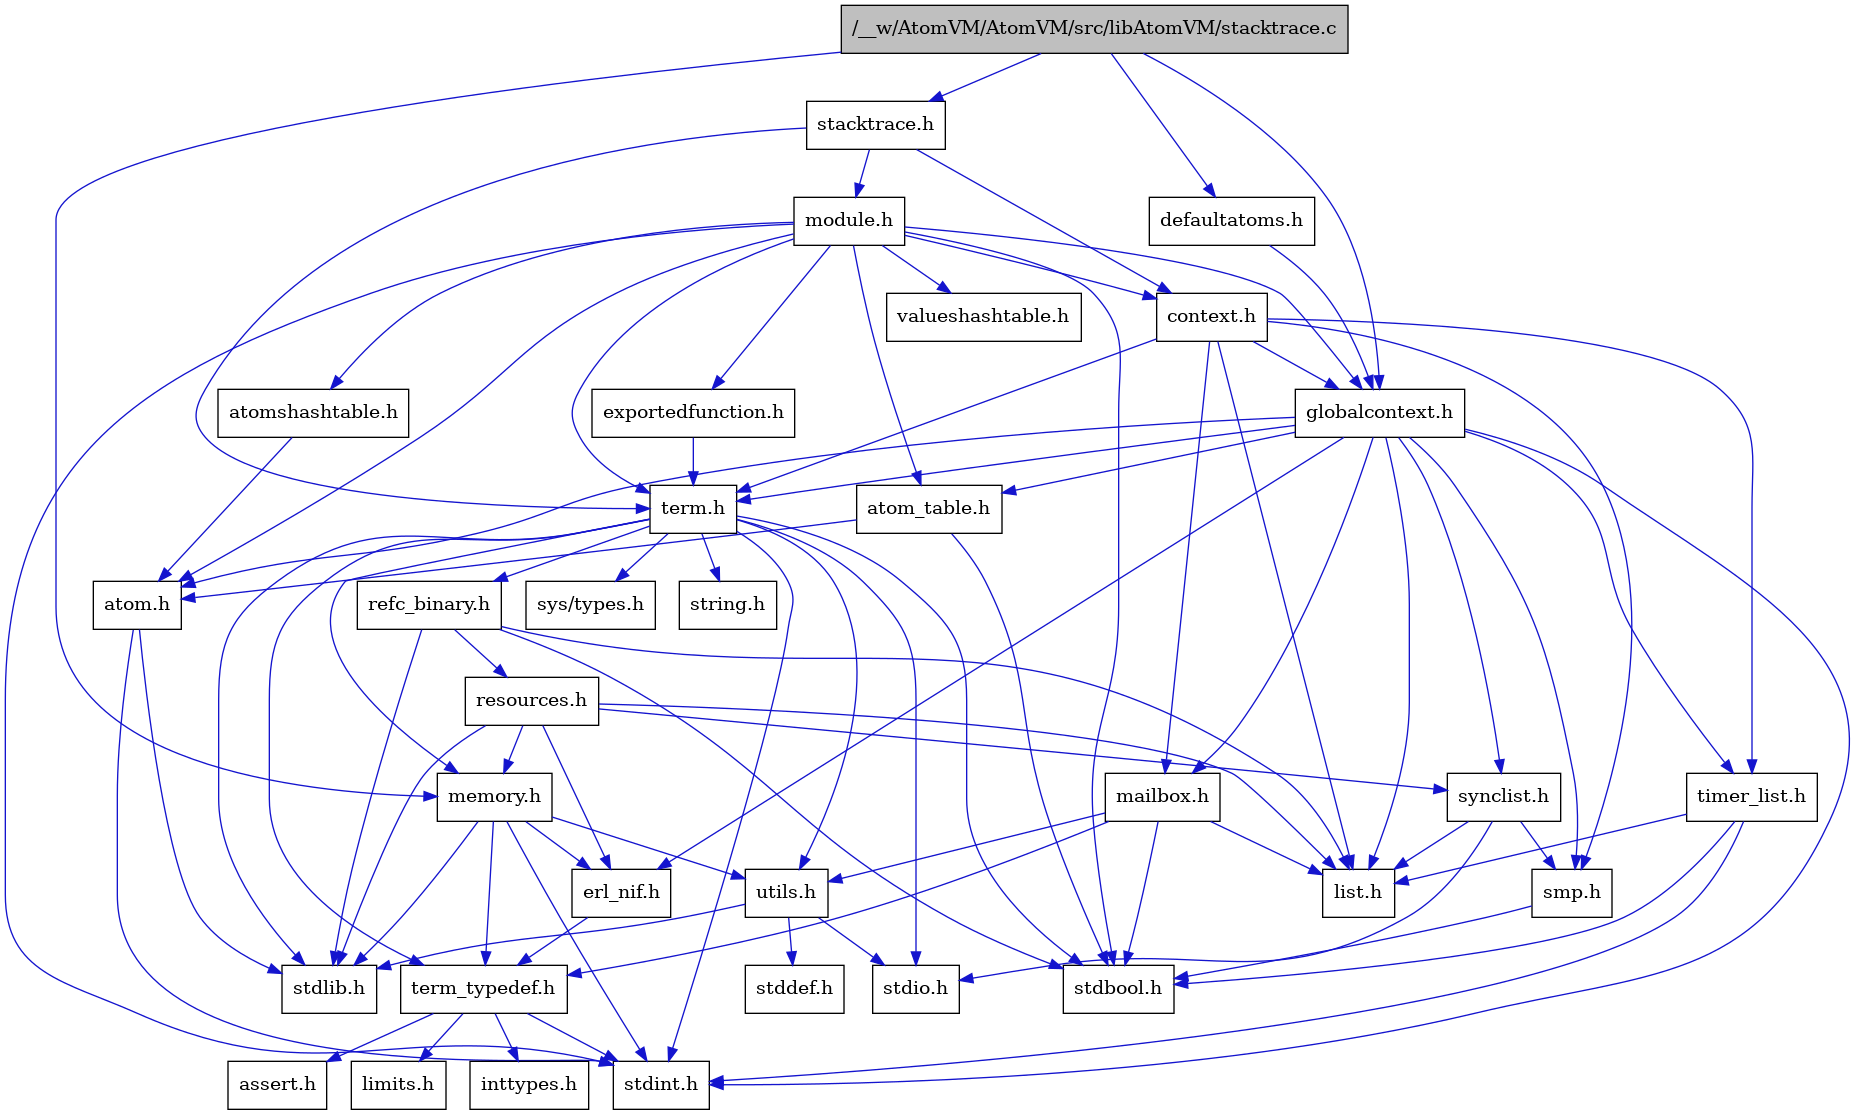 /__w/AtomVM/AtomVM/src/libAtomVM/stacktrace.c
stacktrace.h
module.h
defaultatoms.h
valueshashtable.h
context.h
atomshashtable.h
exportedfunction.h
globalcontext.h
term.h
atom_table.h
atom.h
refc_binary.h
sys/types.h
string.h
resources.h
memory.h
mailbox.h
synclist.h
timer_list.h
erl_nif.h
utils.h
list.h
smp.h
stdlib.h
term_typedef.h
stddef.h
stdio.h
stdbool.h
assert.h
limits.h
inttypes.h
stdint.h